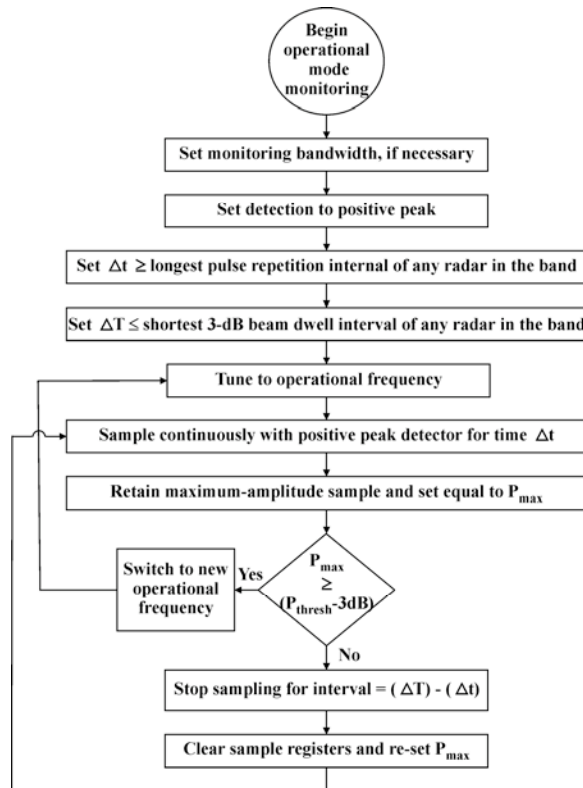 Begin
operational
mode
monitoring
Set monitoring bandwidth, if necessary
Set detection to positive peak
Set Δt ≥ longest pulse repetition internal of any radar in the band
Set ΔT ≤ shortest 3-dB beam dwell interval of any radar in the band
Tune to operational frequency
Sample continuously with positive peak detector for time Δt
Retain maximum-amplitude sample and set equal to Pmax
Pmax
≥
(Pthresh-3dB)
Yes
Switch to new
operational
frequency
No
Stop sampling for interval = (ΔT) - (Δt)
Clear sample registers and re-set Pmax